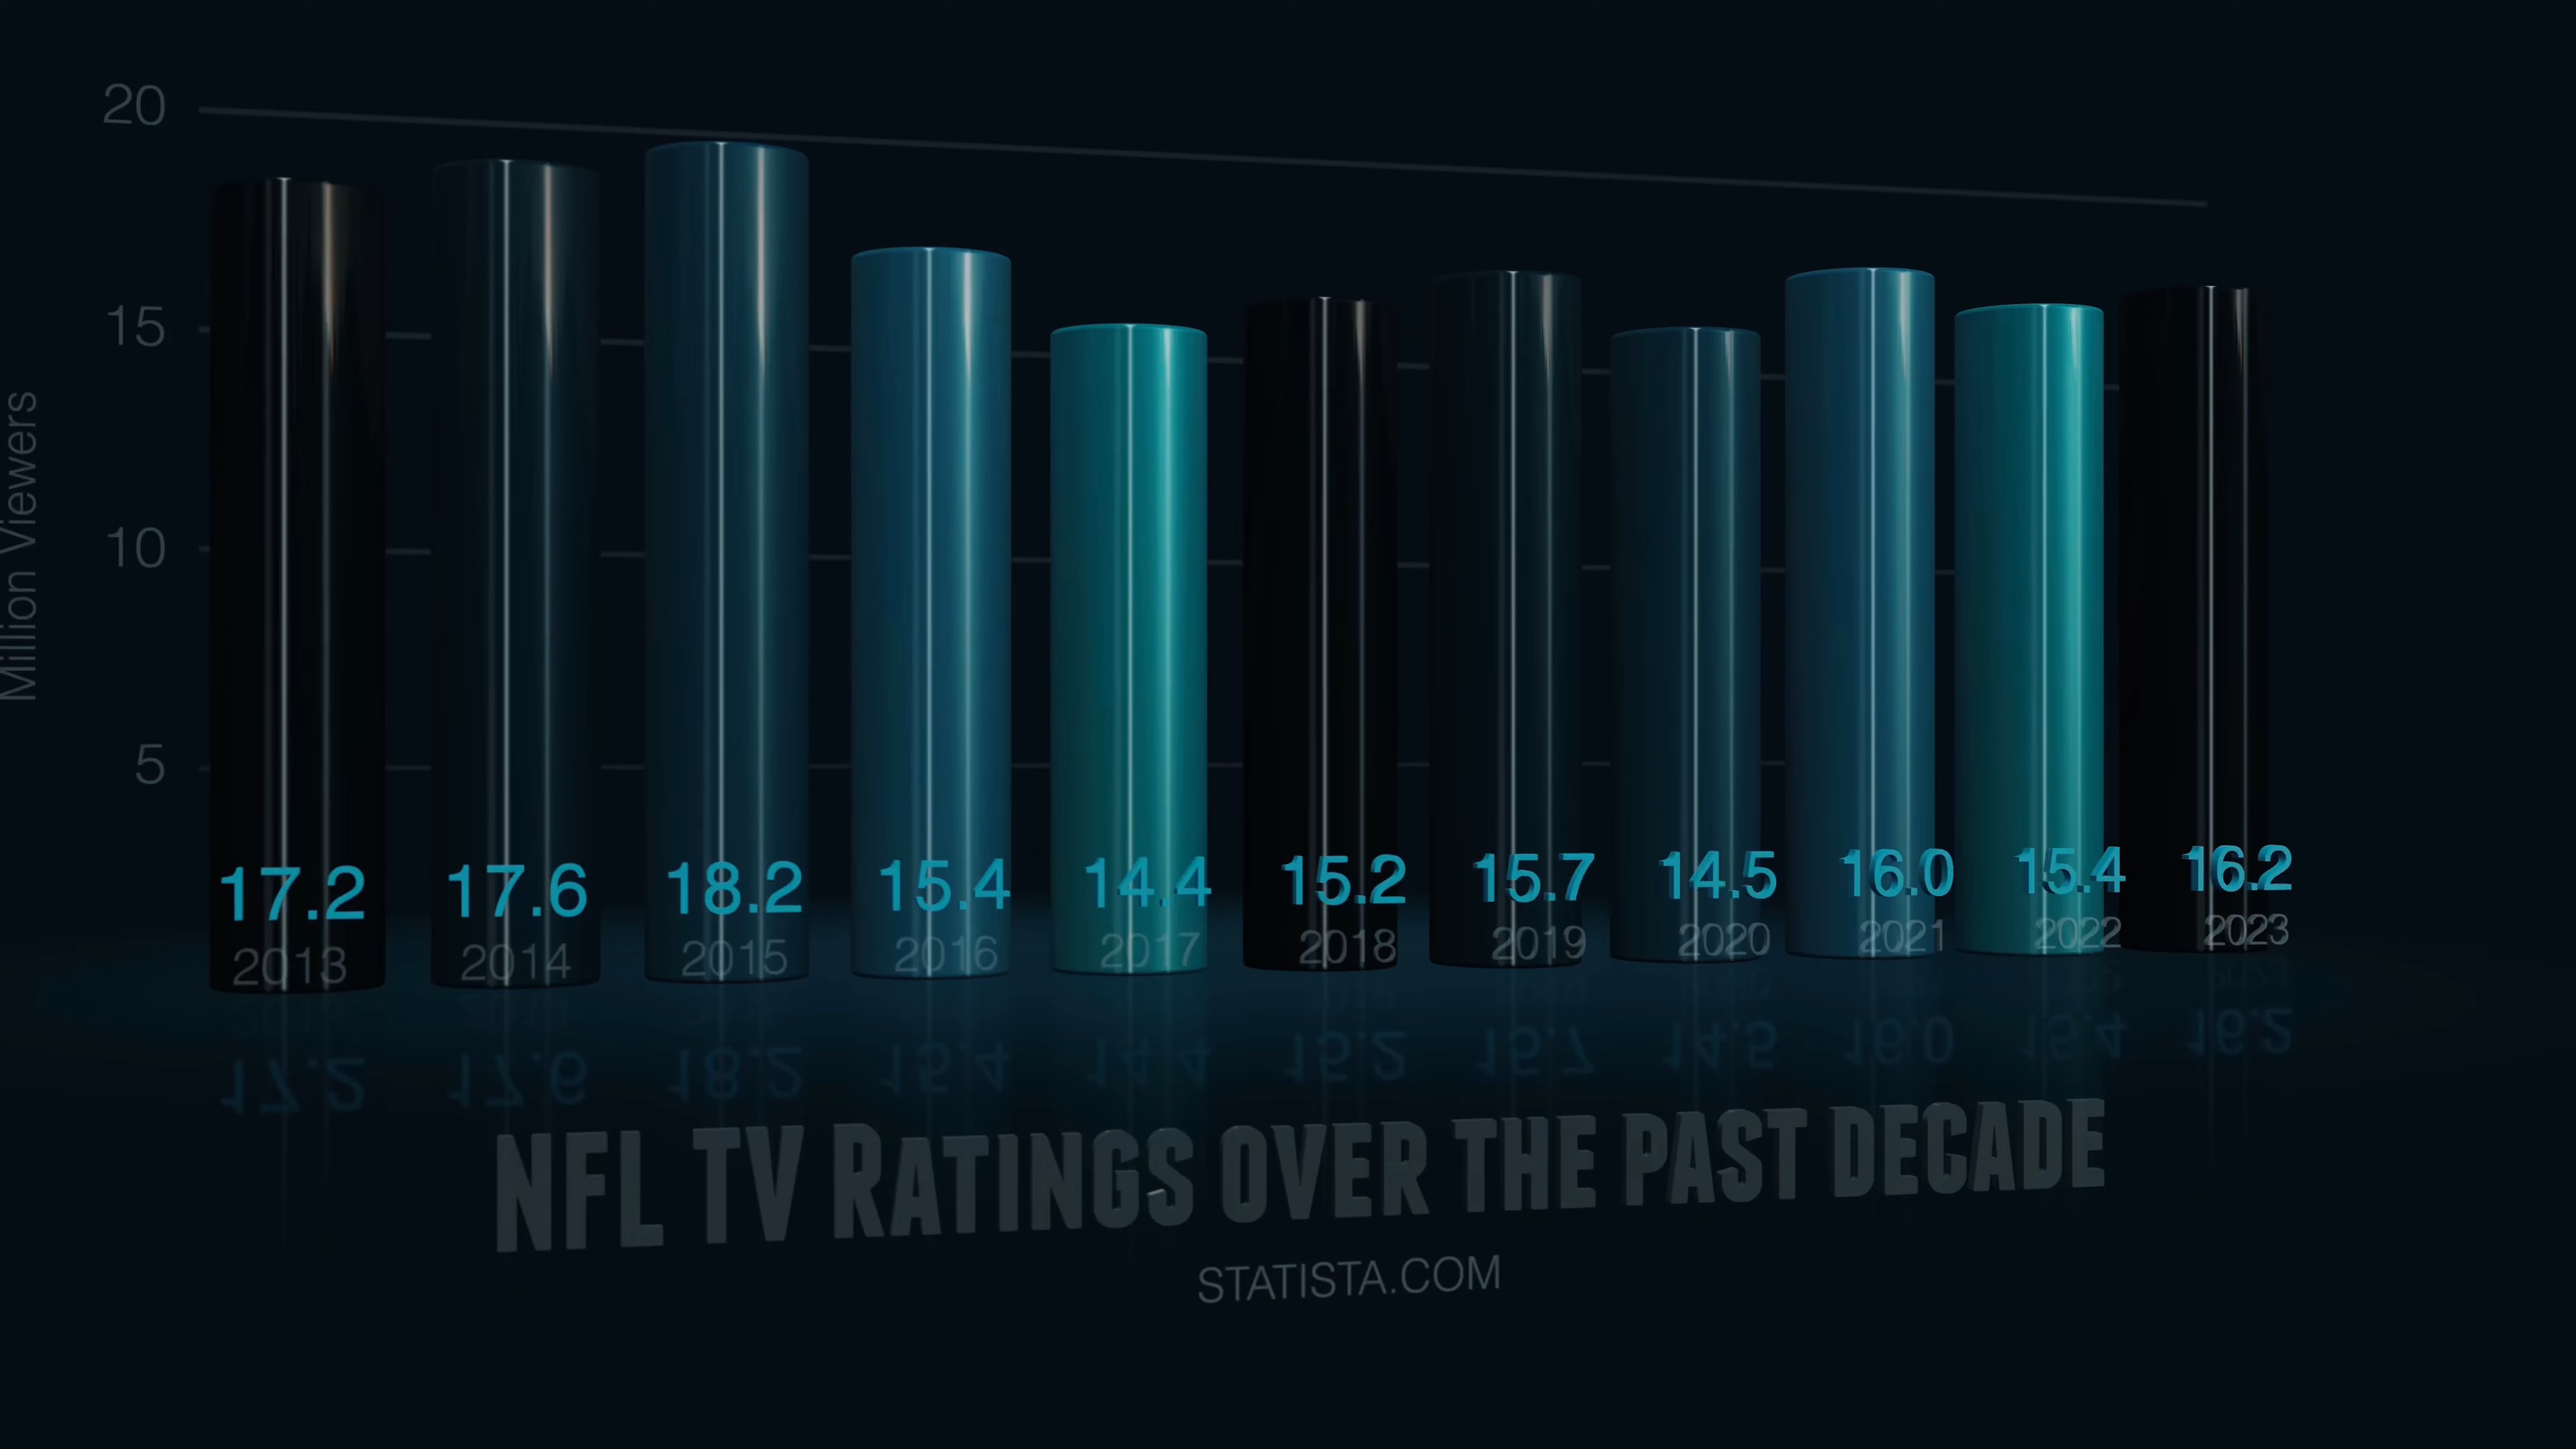 20
15
10
5
Million Viewers
17.2 17.6 18.2 15.4 14.4 15.2 15.7 14.5 16.0 15.4 16.2
2013 2014 2015 2016 2017 2018 2019 2020 2021 2022 2023
NFL TV RATINGS OVER THE PAST DECADE
STATISTA.COM